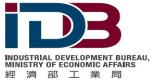 IDB
INDUSTRIAL DEVELOPMENT BUREAU,
MINISTRY OF ECONOMIC AFFAIRS
經濟部工業局